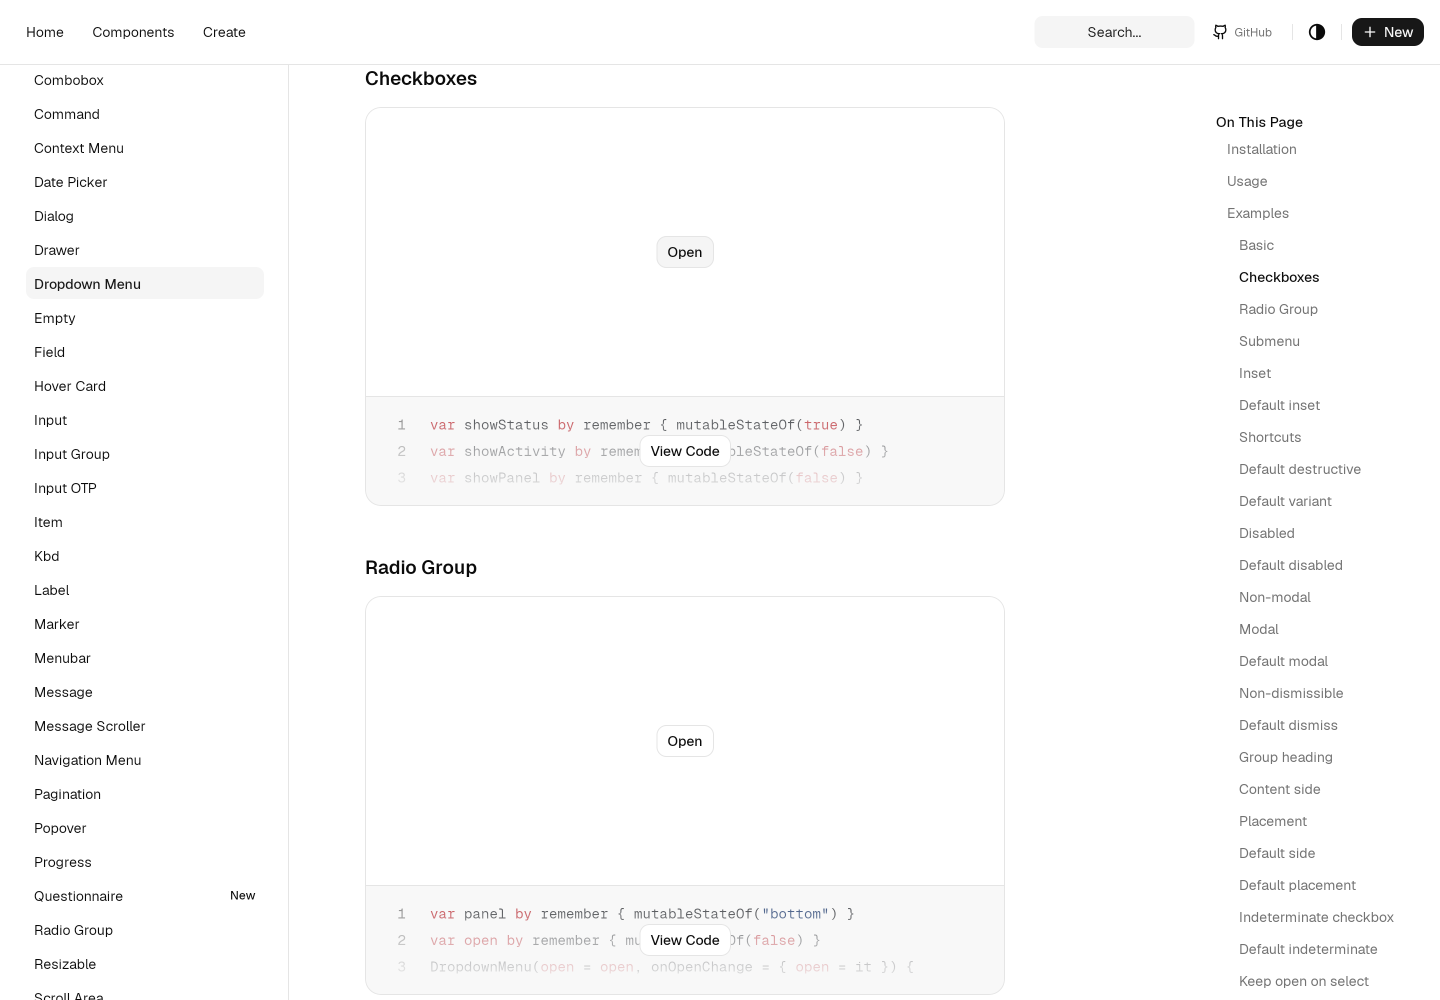 Home
Components
Create
Search...
GitHub
New
Combobox
Command
Context Menu
Date Picker
Dialog
Drawer
Dropdown Menu
Empty
Field
Hover Card
Input
Input Group
Input OTP
Item
Kbd
Label
Marker
Menubar
Message
Message Scroller
Navigation Menu
Pagination
Popover
Progress
Questionnaire New
Radio Group
Resizable
Scroll Area
Checkboxes
Open
1 var showStatus by remember { mutableStateOf(true) }
2 var showActivity by View Code (false) }
3 var showPanel by remember { mutableStateOf(false) }
Radio Group
Open
1 var panel by remember { mutableStateOf("bottom") }
2 var open by remember { View Code (false) }
3 DropdownMenu(open = open, onOpenChange = { open = it }) {
On This Page
Installation
Usage
Examples
Basic
Checkboxes
Radio Group
Submenu
Inset
Default inset
Shortcuts
Default destructive
Default variant
Disabled
Default disabled
Non-modal
Modal
Default modal
Non-dismissible
Default dismiss
Group heading
Content side
Placement
Default side
Default placement
Indeterminate checkbox
Default indeterminate
Keep open on select